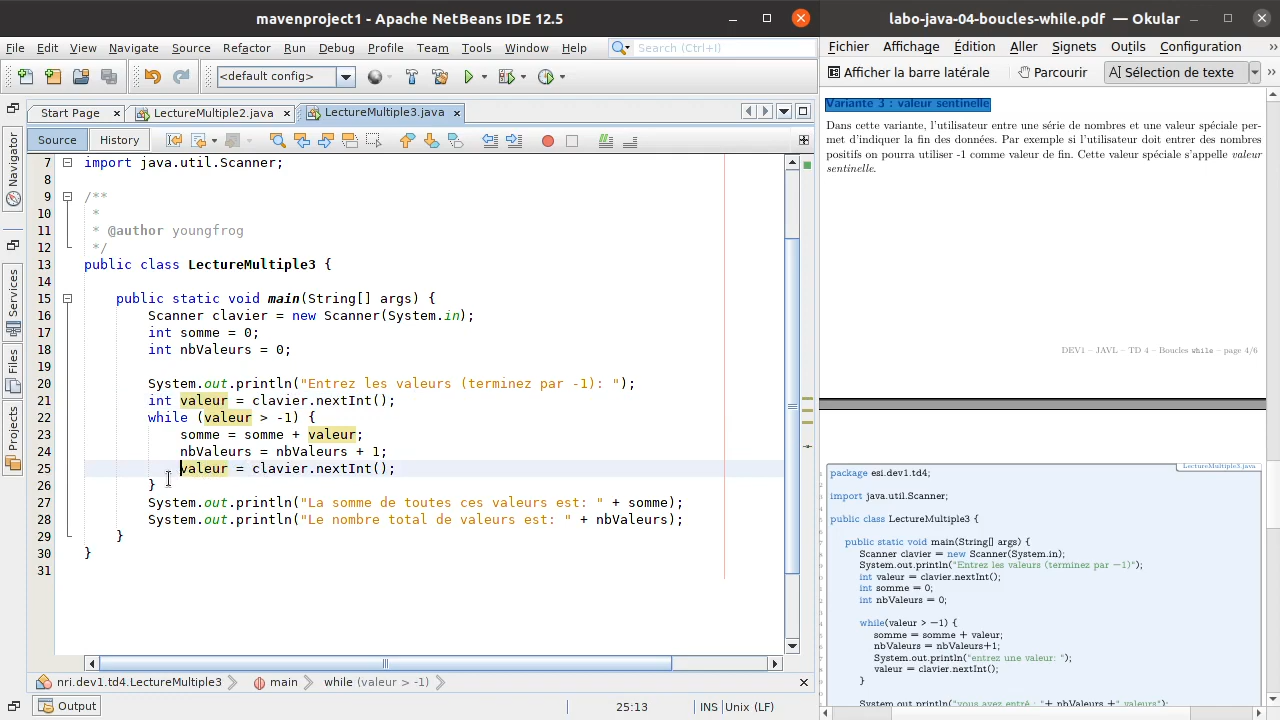 mavenproject1 - Apache NetBeans IDE 12.5
File Edit View Navigate Source Refactor Run Debug Profile Team Tools Window Help Search (Ctrl+I)
<default config>
Start Page LectureMultiple2.java LectureMultiple3.java
Source History
Navigator
Services
Files
Projects
7 import java.util.Scanner;
8
9 /**
10 *
11 * @author youngfrog
12 */
13 public class LectureMultiple3 {
14
15 public static void main(String[] args) {
16 Scanner clavier = new Scanner(System.in);
17 int somme = 0;
18 int nbValeurs = 0;
19
20 System.out.println("Entrez les valeurs (terminez par -1): ");
21 int valeur = clavier.nextInt();
22 while (valeur > -1) {
23 somme = somme + valeur;
24 nbValeurs = nbValeurs + 1;
25 valeur = clavier.nextInt();
26 }
27 System.out.println("La somme de toutes ces valeurs est: " + somme);
28 System.out.println("Le nombre total de valeurs est: " + nbValeurs);
29 }
30 }
31
nri.dev1.td4.LectureMultiple3 main while (valeur > -1)
Output
25:13 INS Unix (LF)
labo-java-04-boucles-while.pdf — Okular
Fichier Affichage Édition Aller Signets Outils Configuration
Afficher la barre latérale Parcourir Sélection de texte
Variante 3 : valeur sentinelle
Dans cette variante, l'utilisateur entre une série de nombres et une valeur spéciale per-
met d'indiquer la fin des données. Par exemple si l'utilisateur doit entrer des nombres
positifs on pourra utiliser -1 comme valeur de fin. Cette valeur spéciale s'appelle valeur
sentinelle.
DEV1 – JAVL – TD 4 – Boucles while – page 4/6
LectureMultiple3.java
package esi.dev1.td4;
import java.util.Scanner;
public class LectureMultiple3 {
public static void main(String[] args) {
Scanner clavier = new Scanner(System.in);
System.out.println("Entrez les valeurs (terminez par −1)");
int valeur = clavier.nextInt();
int somme = 0;
int nbValeurs = 0;
while(valeur > −1) {
somme = somme + valeur;
nbValeurs = nbValeurs+1;
System.out.println("entrez une valeur: ");
valeur = clavier.nextInt();
}
System.out.println("vous avez entré : "+ nbValeurs +" valeurs");